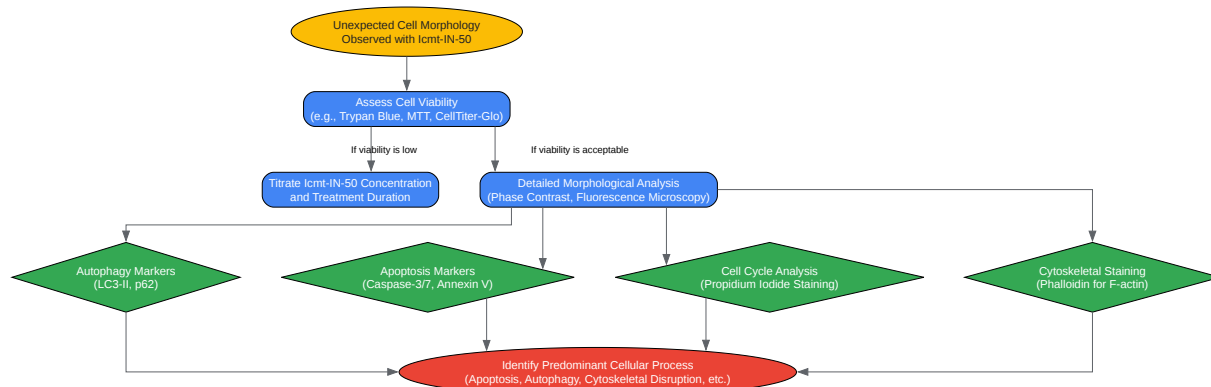 Unexpected Cell Morphology
Observed with Icmt-IN-50
Assess Cell Viability
(e.g., Trypan Blue, MTT, CellTiter-Glo)
If viability is low
If viability is acceptable
Titrate Icmt-IN-50 Concentration
and Treatment Duration
Detailed Morphological Analysis
(Phase Contrast, Fluorescence Microscopy)
Autophagy Markers
(LC3-II, p62)
Apoptosis Markers
(Caspase-3/7, Annexin V)
Cell Cycle Analysis
(Propidium Iodide Staining)
Cytoskeletal Staining
(Phalloidin for F-actin)
Identify Predominant Cellular Process
(Apoptosis, Autophagy, Cytoskeletal Disruption, etc.)